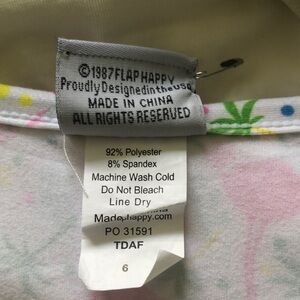 ©1987 FLAP HAPPY
Proudly Designed in the USA
MADE IN CHINA
ALL RIGHTS RESERVED
92% Polyester
8% Spandex
Machine Wash Cold
Do Not Bleach
Line Dry
PO 31591
TDAF
6